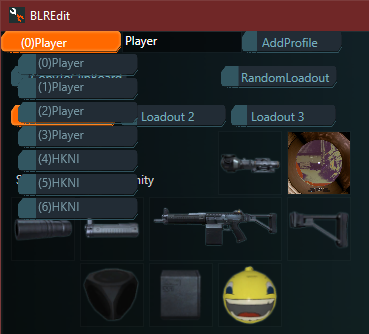 BLREdit
(0)Player
Player
AddProfile
(0)Player
(1)Player
RandomLoadout
(2)Player
Loadout 2
Loadout 3
(3)Player
(4)HKNI
(5)HKNI
(6)HKNI